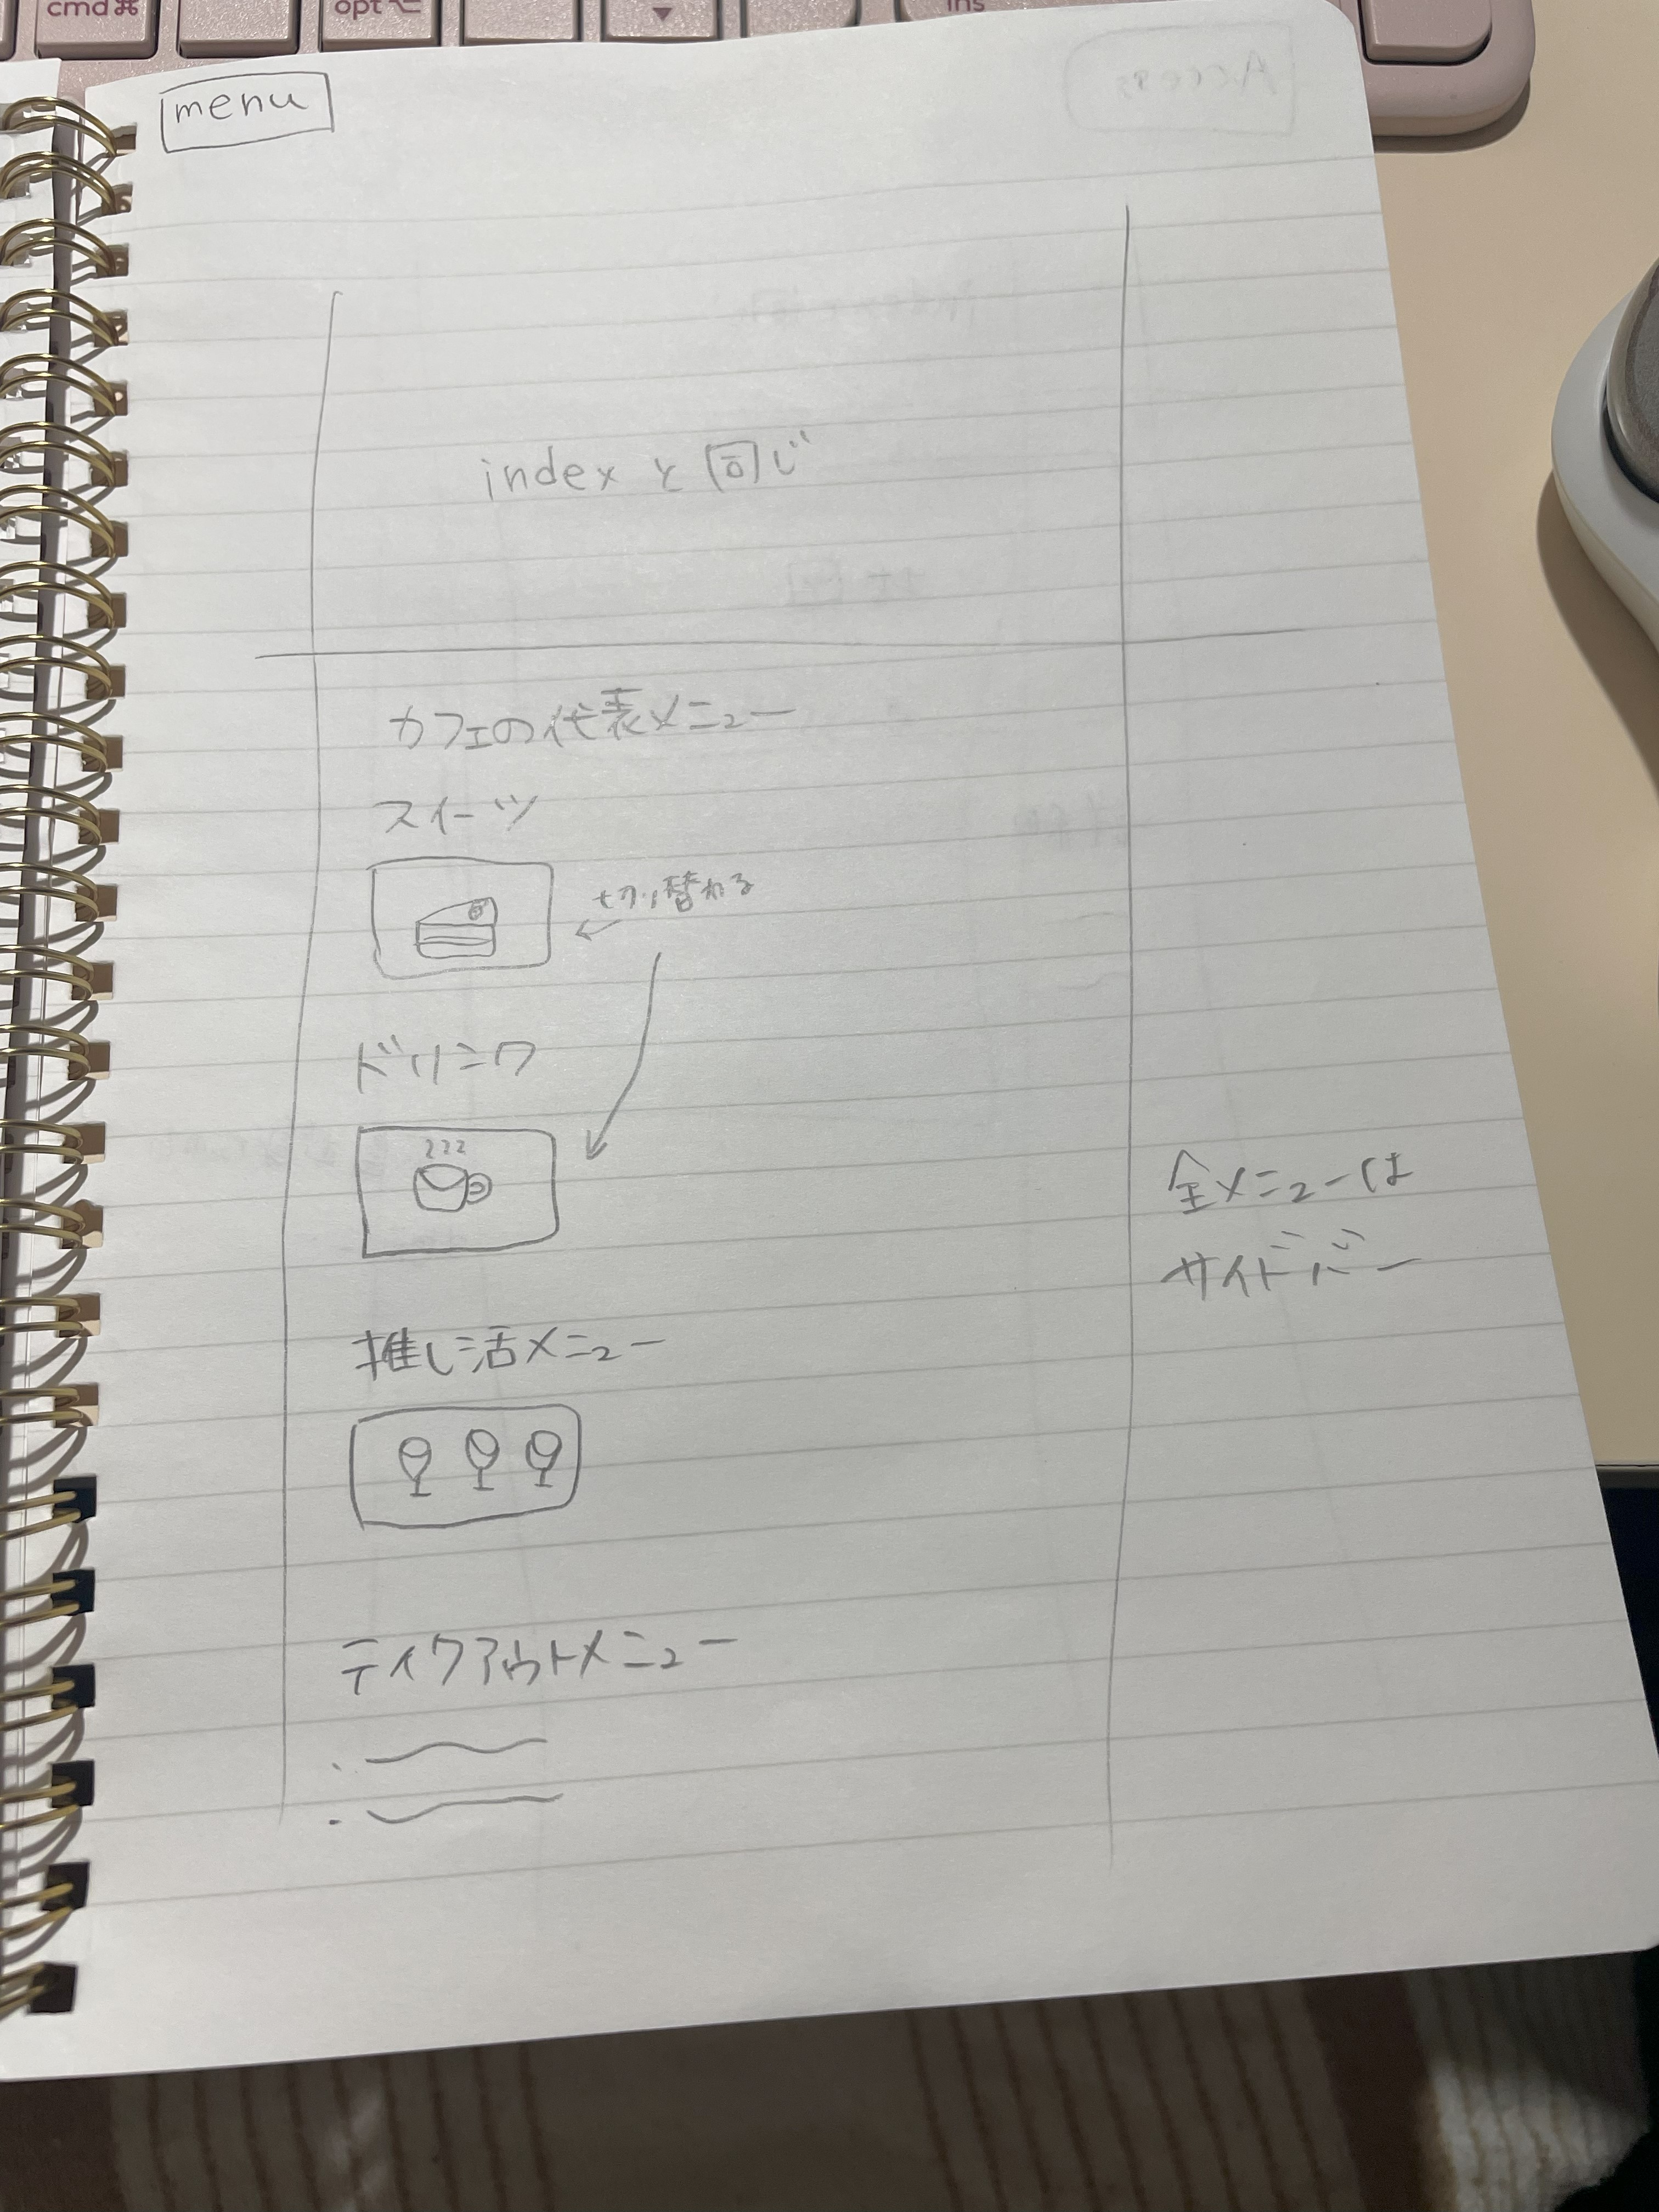 cmd ⌘
opt ⌥
ins
menu
Access
indexと同じ
カフェの代表メニュー
スイーツ
切り替わる
ドリンク
全メニューは
サイドバー
推し活メニュー
テイクアウトメニュー